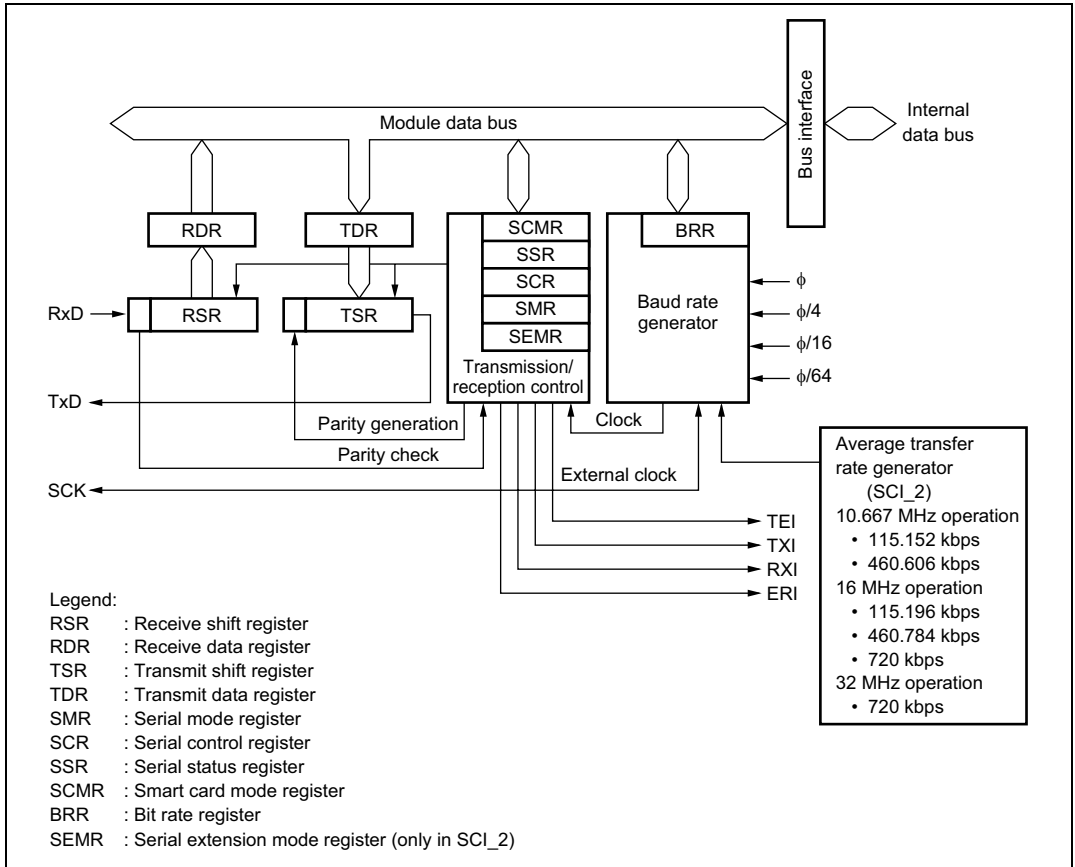 Module data bus
Bus interface
Internal
data bus
RDR
TDR
SCMR
SSR
SCR
SMR
SEMR
Transmission/
reception control
BRR
Baud rate
generator
ϕ
ϕ/4
ϕ/16
ϕ/64
RxD
RSR
TSR
TxD
Parity generation
Parity check
Clock
SCK
External clock
TEI
TXI
RXI
ERI
Average transfer
rate generator
(SCI_2)
10.667 MHz operation
• 115.152 kbps
• 460.606 kbps
16 MHz operation
• 115.196 kbps
• 460.784 kbps
• 720 kbps
32 MHz operation
• 720 kbps
Legend:
RSR : Receive shift register
RDR : Receive data register
TSR : Transmit shift register
TDR : Transmit data register
SMR : Serial mode register
SCR : Serial control register
SSR : Serial status register
SCMR : Smart card mode register
BRR : Bit rate register
SEMR : Serial extension mode register (only in SCI_2)